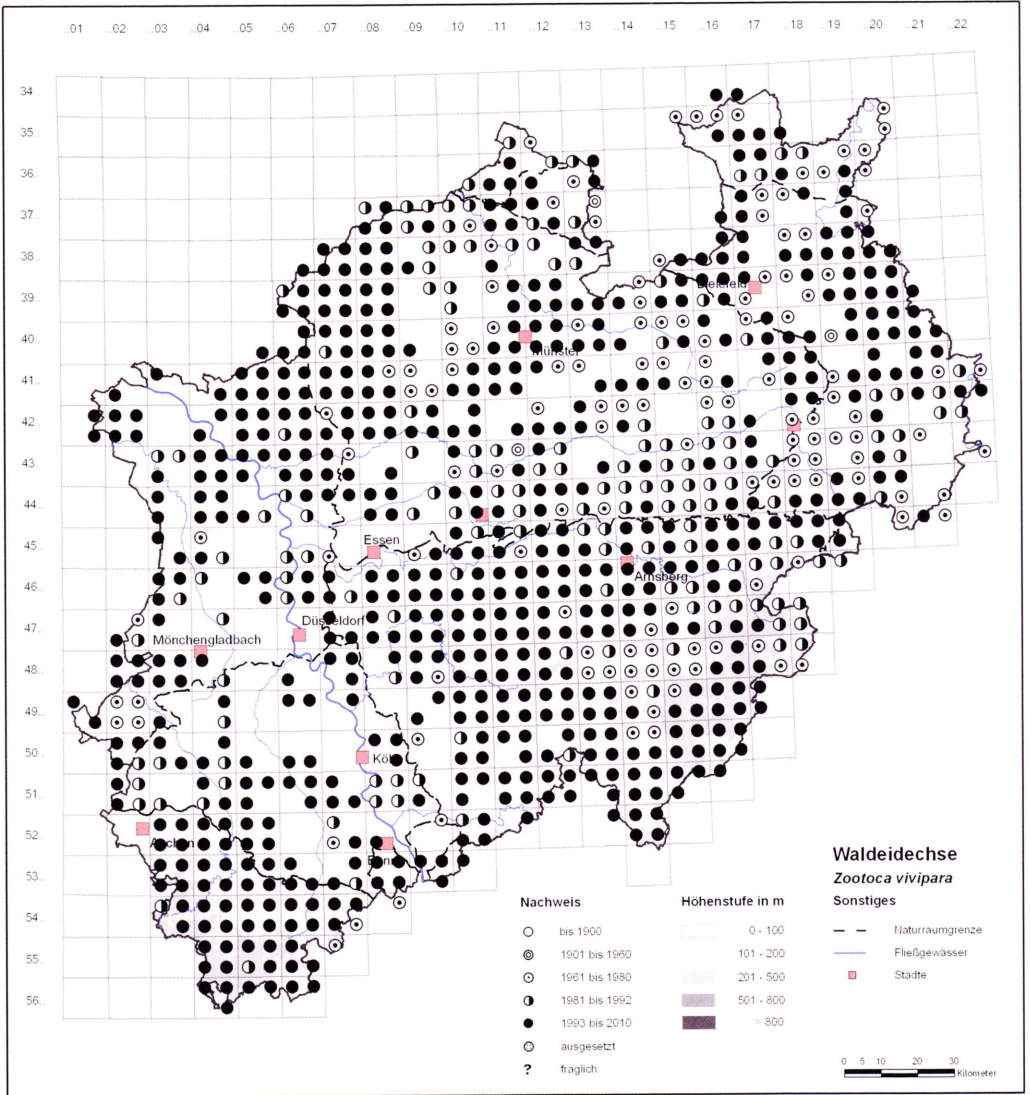 ..01 ..02 ..03 ..04 ..05 ..06 ..07 ..08 ..09 ..10 ..11 ..12 ..13 ..14 ..15 ..16 ..17 ..18 ..19 ..20 ..21 ..22
34..
35..
36..
37..
38..
39..
Bielefeld
40..
Münster
41..
42..
43..
44..
Essen
45..
Arnsberg
46..
Düsseldorf
47..
Mönchengladbach
48..
49..
50..
Köln
51..
Aachen
52..
Bonn
53..
54..
55..
56..
Waldeidechse
Zootoca vivipara
Nachweis Höhenstufe in m Sonstiges
bis 1900 0 - 100 Naturraumgrenze
1901 bis 1960 101 - 200 Fließgewässer
1961 bis 1980 201 - 500 Städte
1981 bis 1992 501 - 800
1993 bis 2010 > 800
ausgesetzt
? fraglich
0 5 10 20 30 Kilometer